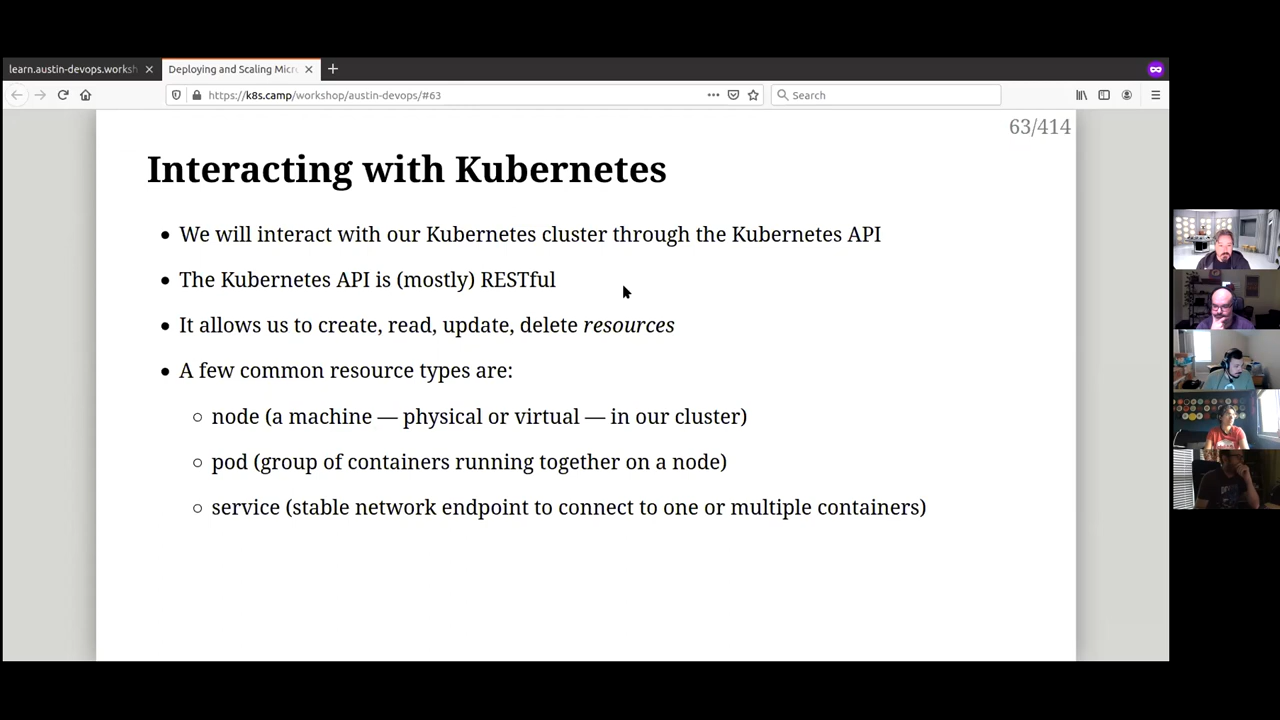 learn.austin-devops.worksh
Deploying and Scaling Micr
https://k8s.camp/workshop/austin-devops/#63
Search
63/414
Interacting with Kubernetes
• We will interact with our Kubernetes cluster through the Kubernetes API
• The Kubernetes API is (mostly) RESTful
• It allows us to create, read, update, delete resources
• A few common resource types are:
○ node (a machine — physical or virtual — in our cluster)
○ pod (group of containers running together on a node)
○ service (stable network endpoint to connect to one or multiple containers)